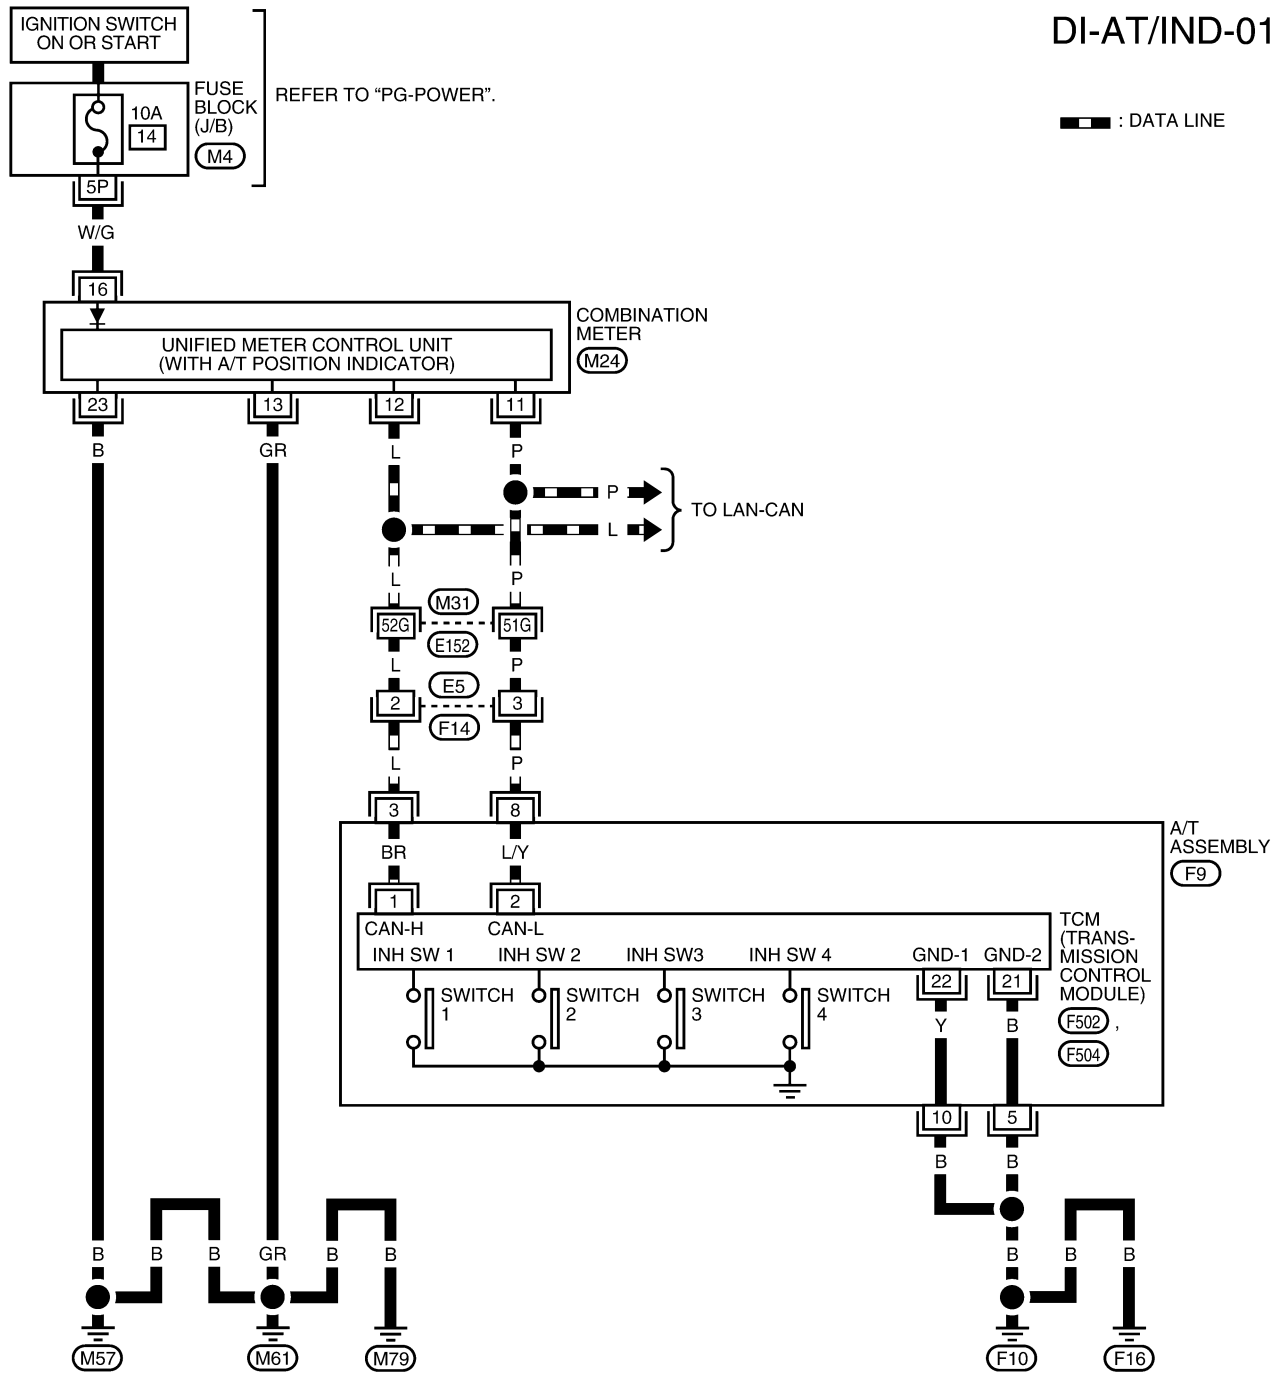 DI-AT/IND-01
IGNITION SWITCH
ON OR START
FUSE
BLOCK
(J/B)
M4
10A
14
REFER TO “PG-POWER”.
: DATA LINE
5P
W/G
16
COMBINATION
METER
M24
UNIFIED METER CONTROL UNIT
(WITH A/T POSITION INDICATOR)
23 13 12 11
B GR L P
P
L
TO LAN-CAN
L P
M31
52G 51G
E152
L P
E5
2 3
F14
L P
3 8
A/T
ASSEMBLY
F9
BR L/Y
1 2
CAN-H CAN-L
INH SW 1 INH SW 2 INH SW3 INH SW 4 GND-1 GND-2
TCM
(TRANS-
MISSION
CONTROL
MODULE)
F502 ,
F504
22 21
SWITCH
1
SWITCH
2
SWITCH
3
SWITCH
4
Y B
10 5
B B
B B B GR B B B B B
M57 M61 M79 F10 F16